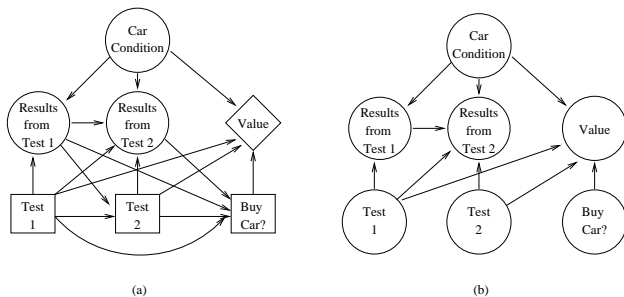 Car
Condition
Results
from
Test 1
Results
from
Test 2
Value
Test
1
Test
2
Buy
Car?
(a)
Car
Condition
Results
from
Test 1
Results
from
Test 2
Value
Test
1
Test
2
Buy
Car?
(b)